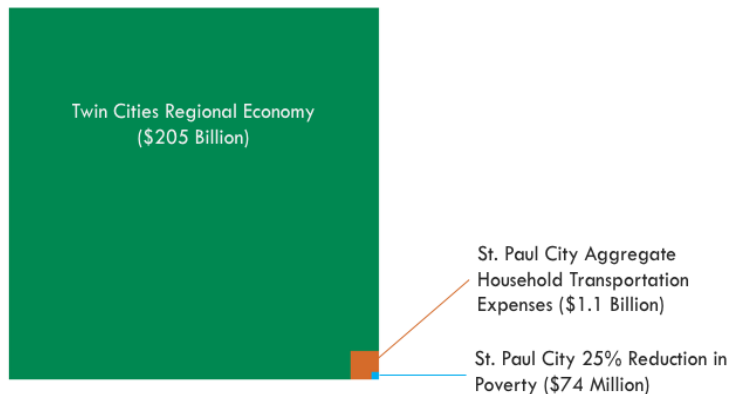 Twin Cities Regional Economy
($205 Billion)
St. Paul City Aggregate
Household Transportation
Expenses ($1.1 Billion)
St. Paul City 25% Reduction in
Poverty ($74 Million)